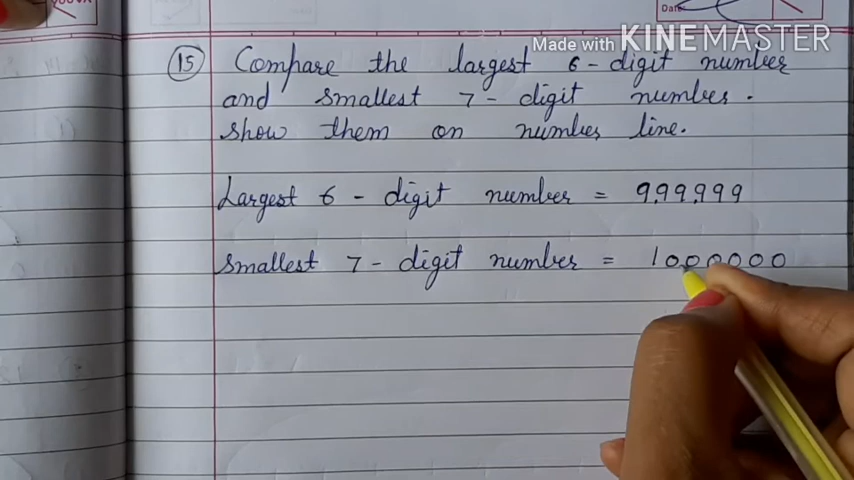 Date
Made with KINEMASTER
15 Compare the largest 6 - digit number
and smallest 7 - digit number.
show them on number line.
Largest 6 - digit number = 9,99,999
Smallest 7 - digit number = 1000000